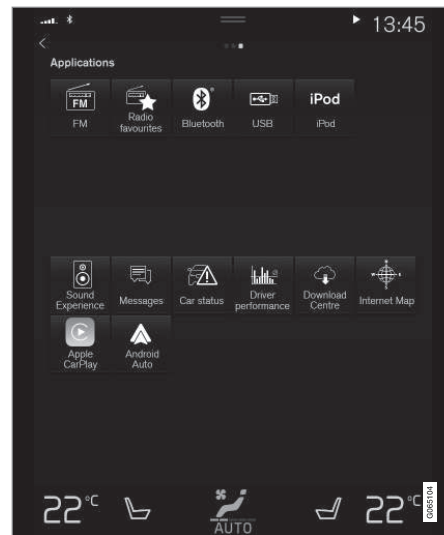 13:45
Applications
FM
FM
Radio
favourites
Bluetooth
USB
iPod
iPod
Sound
Experience
Messages
Car status
Driver
performance
Download
Centre
Internet Map
Apple
CarPlay
Android
Auto
22°C
AUTO
22°C
G065104